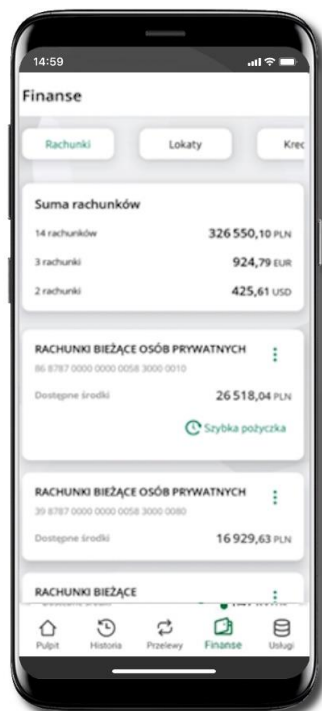 14:59
Finanse
Rachunki Lokaty Kred
Suma rachunków
14 rachunków 326 550,10 PLN
3 rachunki 924,79 EUR
2 rachunki 425,61 USD
RACHUNKI BIEŻĄCE OSÓB PRYWATNYCH
86 8787 0000 0000 0058 3000 0010
Dostępne środki 26 518,04 PLN
Szybka pożyczka
RACHUNKI BIEŻĄCE OSÓB PRYWATNYCH
39 8787 0000 0000 0058 3000 0080
Dostępne środki 16 929,63 PLN
RACHUNKI BIEŻĄCE
Pulpit Historia Przelewy Finanse Usługi